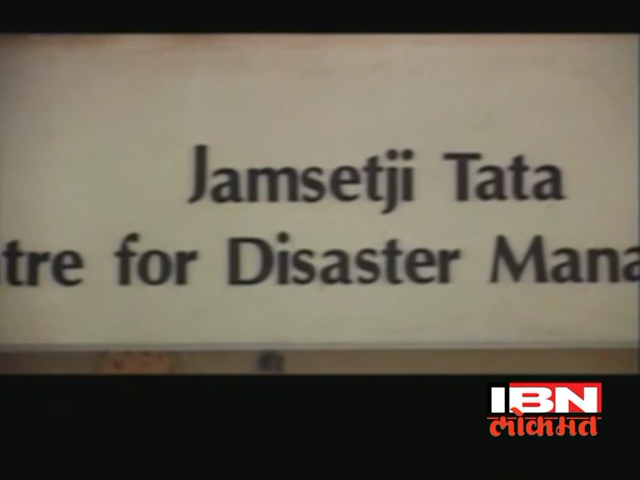 Jamsetji Tata
tre for Disaster Mana
IBN
लोकमत